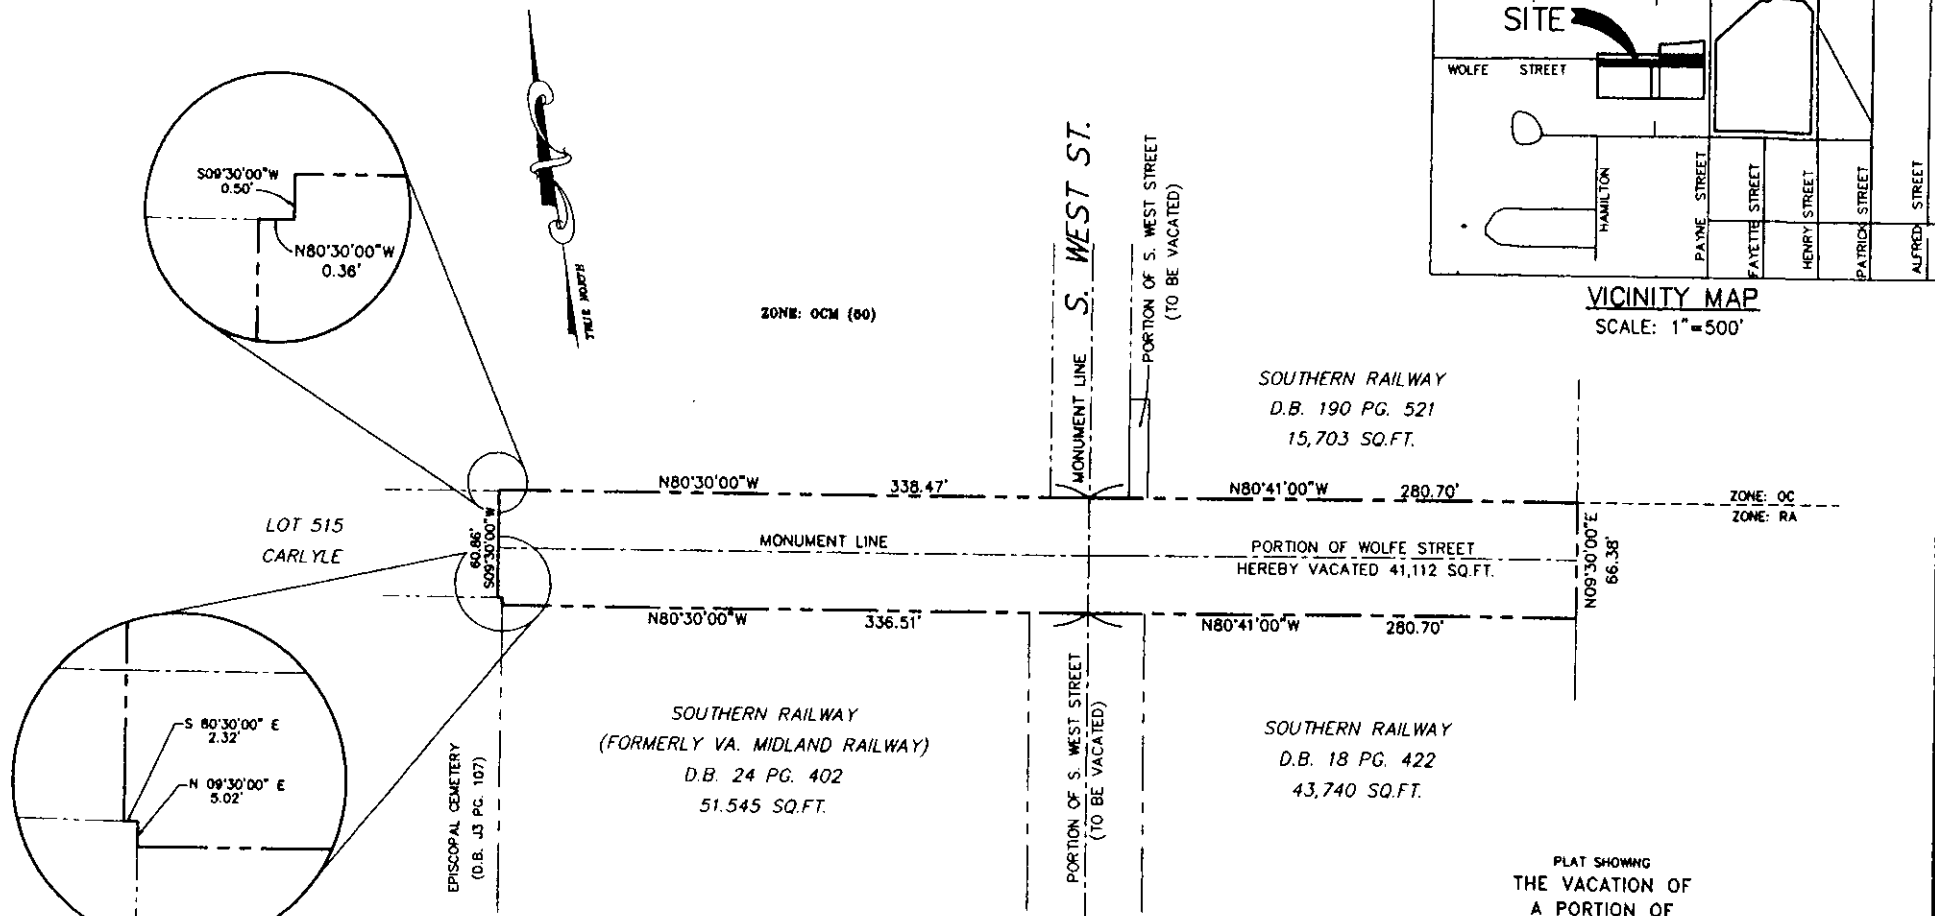 SITE
WOLFE STREET
HAMILTON
PAYNE STREET
FAYETTE STREET
HENRY STREET
PATRICK STREET
ALFRED STREET
VICINITY MAP
SCALE: 1"=500'
S09°30'00"W
0.50'
N80°30'00"W
0.36'
TRUE NORTH
ZONE: OCM (50)
S. WEST ST.
MONUMENT LINE
PORTION OF S. WEST STREET
(TO BE VACATED)
SOUTHERN RAILWAY
D.B. 190 PG. 521
15,703 SQ.FT.
N80°30'00"W 338.47'
N80°41'00"W 280.70'
ZONE: OC
ZONE: RA
LOT 515
CARLYLE
60.86'
S09°30'00"W
MONUMENT LINE
PORTION OF WOLFE STREET
HEREBY VACATED 41,112 SQ.FT.
N09°30'00"E
66.38'
N80°30'00"W 336.51'
N80°41'00"W 280.70'
S 80°30'00" E
2.32'
N 09°30'00" E
5.02'
EPISCOPAL CEMETERY
(D.B. J3 PG. 107)
SOUTHERN RAILWAY
(FORMERLY VA. MIDLAND RAILWAY)
D.B. 24 PG. 402
51.545 SQ.FT.
PORTION OF S. WEST STREET
(TO BE VACATED)
SOUTHERN RAILWAY
D.B. 18 PG. 422
43,740 SQ.FT.
PLAT SHOWING
THE VACATION OF
A PORTION OF